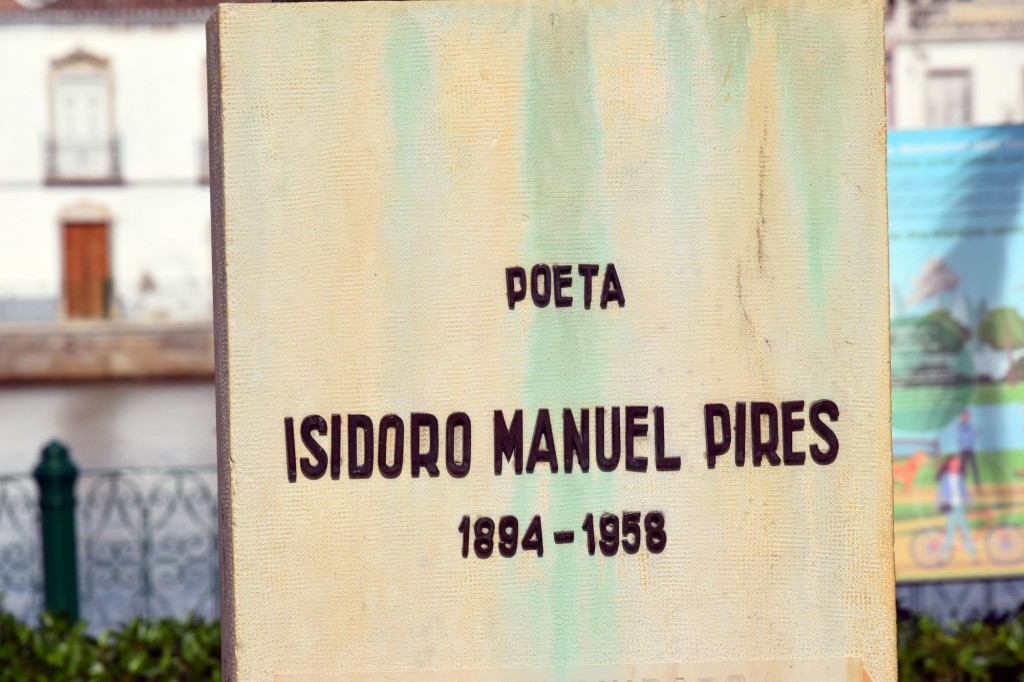 POETA
ISIDORO MANUEL PIRES
1894-1958